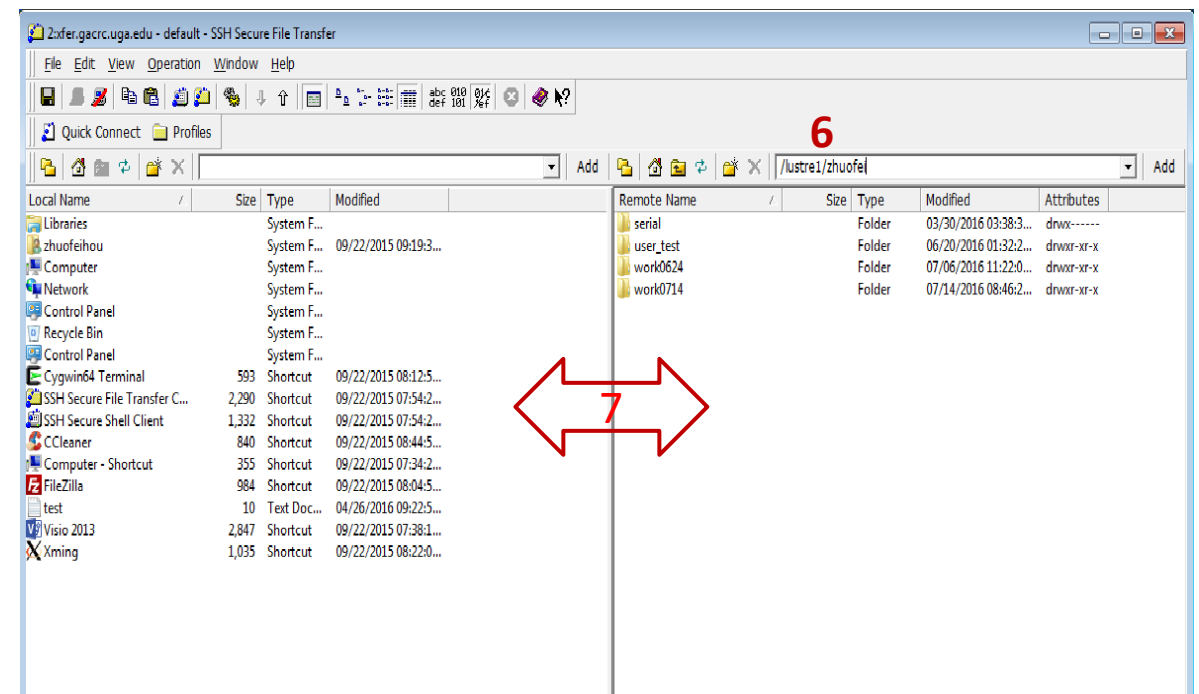 2:xfer.gacrc.uga.edu - default - SSH Secure File Transfer
File Edit View Operation Window Help
abc def 010 101
Quick Connect Profiles
6
Add /lustre1/zhuofei Add
Local Name / Size Type Modified
Remote Name / Size Type Modified Attributes
Libraries System F...
zhuofeihou System F... 09/22/2015 09:19:3...
Computer System F...
Network System F...
Control Panel System F...
Recycle Bin System F...
Control Panel System F...
Cygwin64 Terminal 593 Shortcut 09/22/2015 08:12:5...
SSH Secure File Transfer C... 2,290 Shortcut 09/22/2015 07:54:2...
SSH Secure Shell Client 1,332 Shortcut 09/22/2015 07:54:2...
CCleaner 840 Shortcut 09/22/2015 08:44:5...
Computer - Shortcut 355 Shortcut 09/22/2015 07:34:2...
FileZilla 984 Shortcut 09/22/2015 08:04:5...
test 10 Text Doc... 04/26/2016 09:22:5...
Visio 2013 2,847 Shortcut 09/22/2015 07:38:1...
Xming 1,035 Shortcut 09/22/2015 08:22:0...
serial Folder 03/30/2016 03:38:3... drwx------
user_test Folder 06/20/2016 01:32:2... drwxr-xr-x
work0624 Folder 07/06/2016 11:22:0... drwxr-xr-x
work0714 Folder 07/14/2016 08:46:2... drwxr-xr-x
7